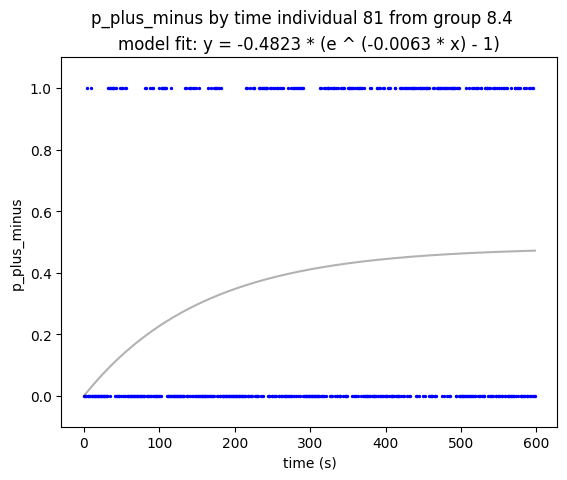 p_plus_minus by time individual 81 from group 8.4
model fit: y = -0.4823 * (e ^ (-0.0063 * x) - 1)
1.0
0.8
0.6
0.4
0.2
0.0
p_plus_minus
0 100 200 300 400 500 600
time (s)